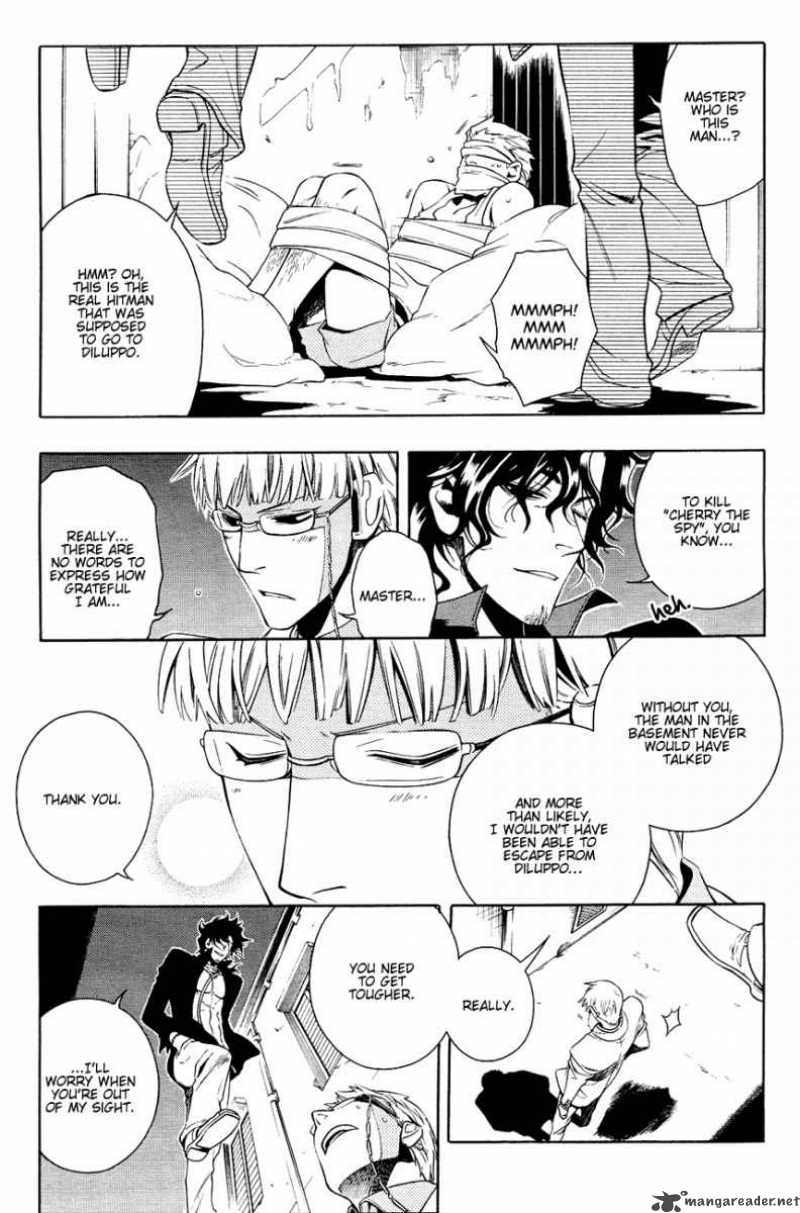 MASTER?
WHO IS
THIS
MAN...?
MMMPH!
MMM
MMMPH!
HMM? OH,
THIS IS THE
REAL HITMAN
THAT WAS
SUPPOSED
TO GO TO
DILUPPO.
TO KILL
"CHERRY THE
SPY", YOU
KNOW...
heh.
MASTER...
REALLY...
THERE ARE
NO WORDS TO
EXPRESS HOW
GRATEFUL
I AM...
WITHOUT YOU,
THE MAN IN THE
BASEMENT NEVER
WOULD HAVE
TALKED
AND MORE
THAN LIKELY,
I WOULDN'T HAVE
BEEN ABLE TO
ESCAPE FROM
DILUPPO...
THANK YOU.
REALLY.
YOU NEED
TO GET
TOUGHER.
...I'LL
WORRY WHEN
YOU'RE OUT
OF MY SIGHT.
mangareader.net